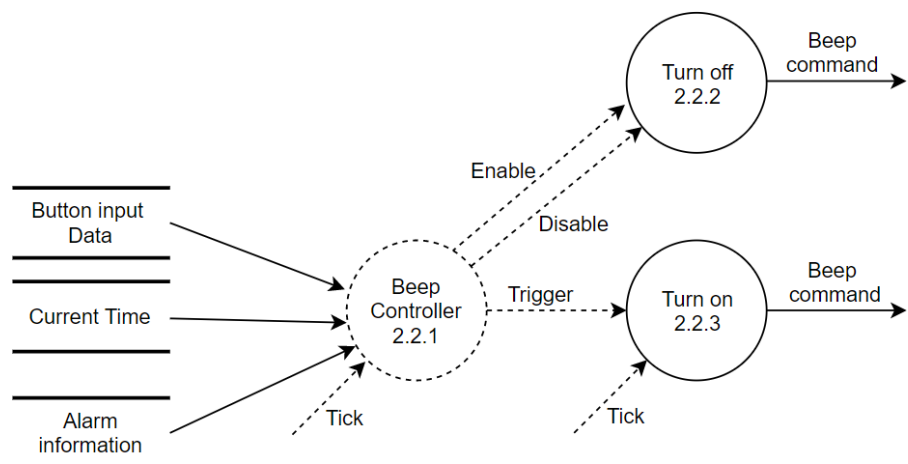 Button input
Data
Current Time
Alarm
information
Tick
Beep
Controller
2.2.1
Enable
Disable
Trigger
Turn off
2.2.2
Beep
command
Turn on
2.2.3
Tick
Beep
command